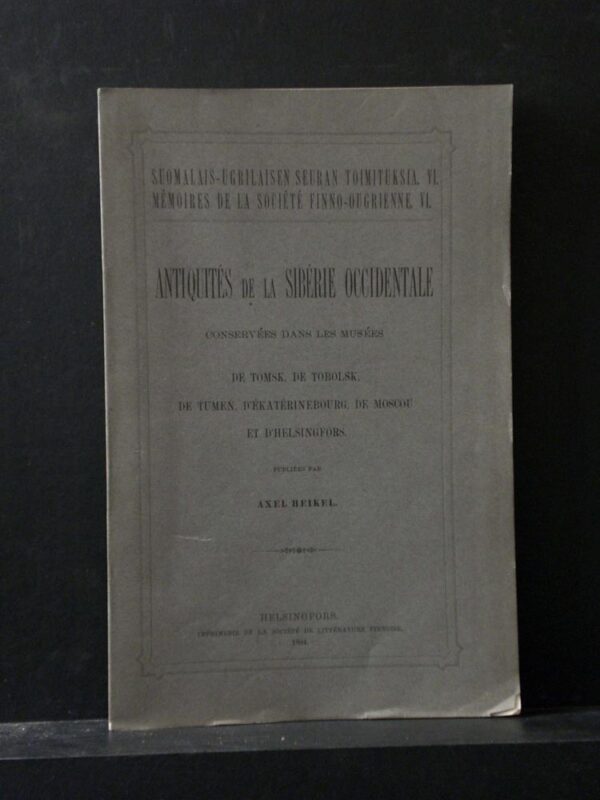 SUOMALAIS-UGRILAISEN SEURAN TOIMITUKSIA. VI.
MÉMOIRES DE LA SOCIÉTÉ FINNO-OUGRIENNE. VI.
ANTIQUITÉS DE LA SIBÉRIE OCCIDENTALE
CONSERVÉES DANS LES MUSÉES
DE TOMSK, DE TOBOLSK,
DE TUMEN, D'ÉKATÉRINEBOURG, DE MOSCOU
ET D'HELSINGFORS.
PUBLIÉES PAR
AXEL HEIKEL.
HELSINGFORS.
IMPRIMERIE DE LA SOCIÉTÉ DE LITTÉRATURE FINNOISE.
1894.